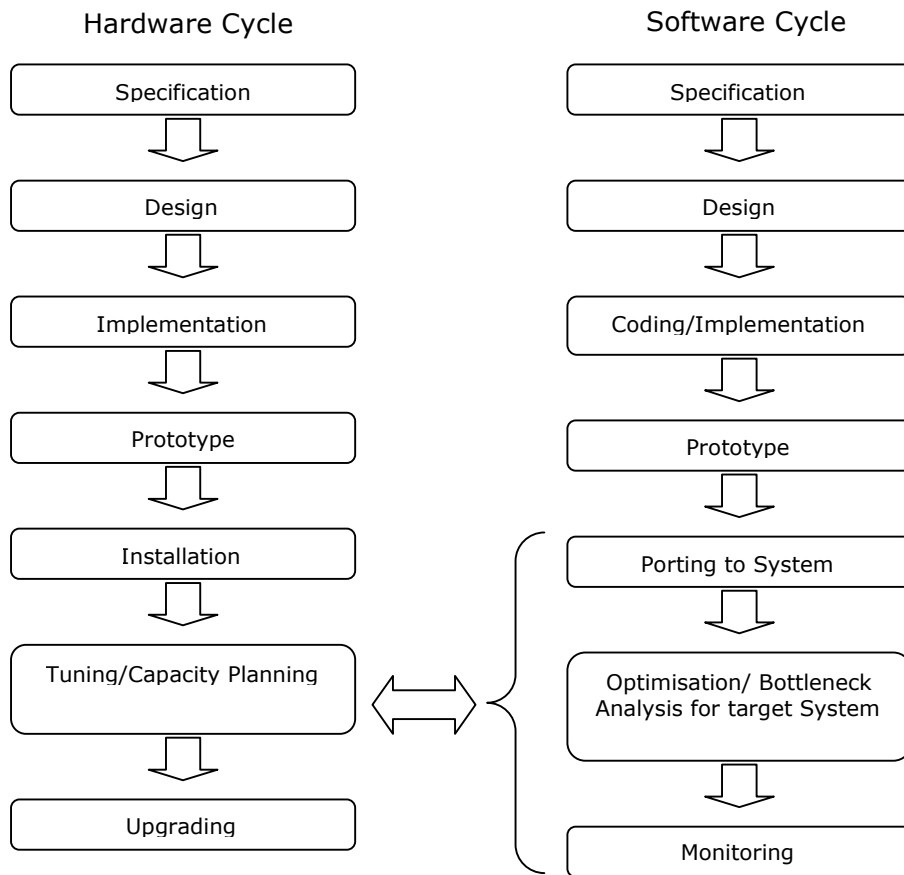 Hardware Cycle
Specification
Design
Implementation
Prototype
Installation
Tuning/Capacity Planning
Upgrading
Software Cycle
Specification
Design
Coding/Implementation
Prototype
Porting to System
Optimisation/ Bottleneck
Analysis for target System
Monitoring